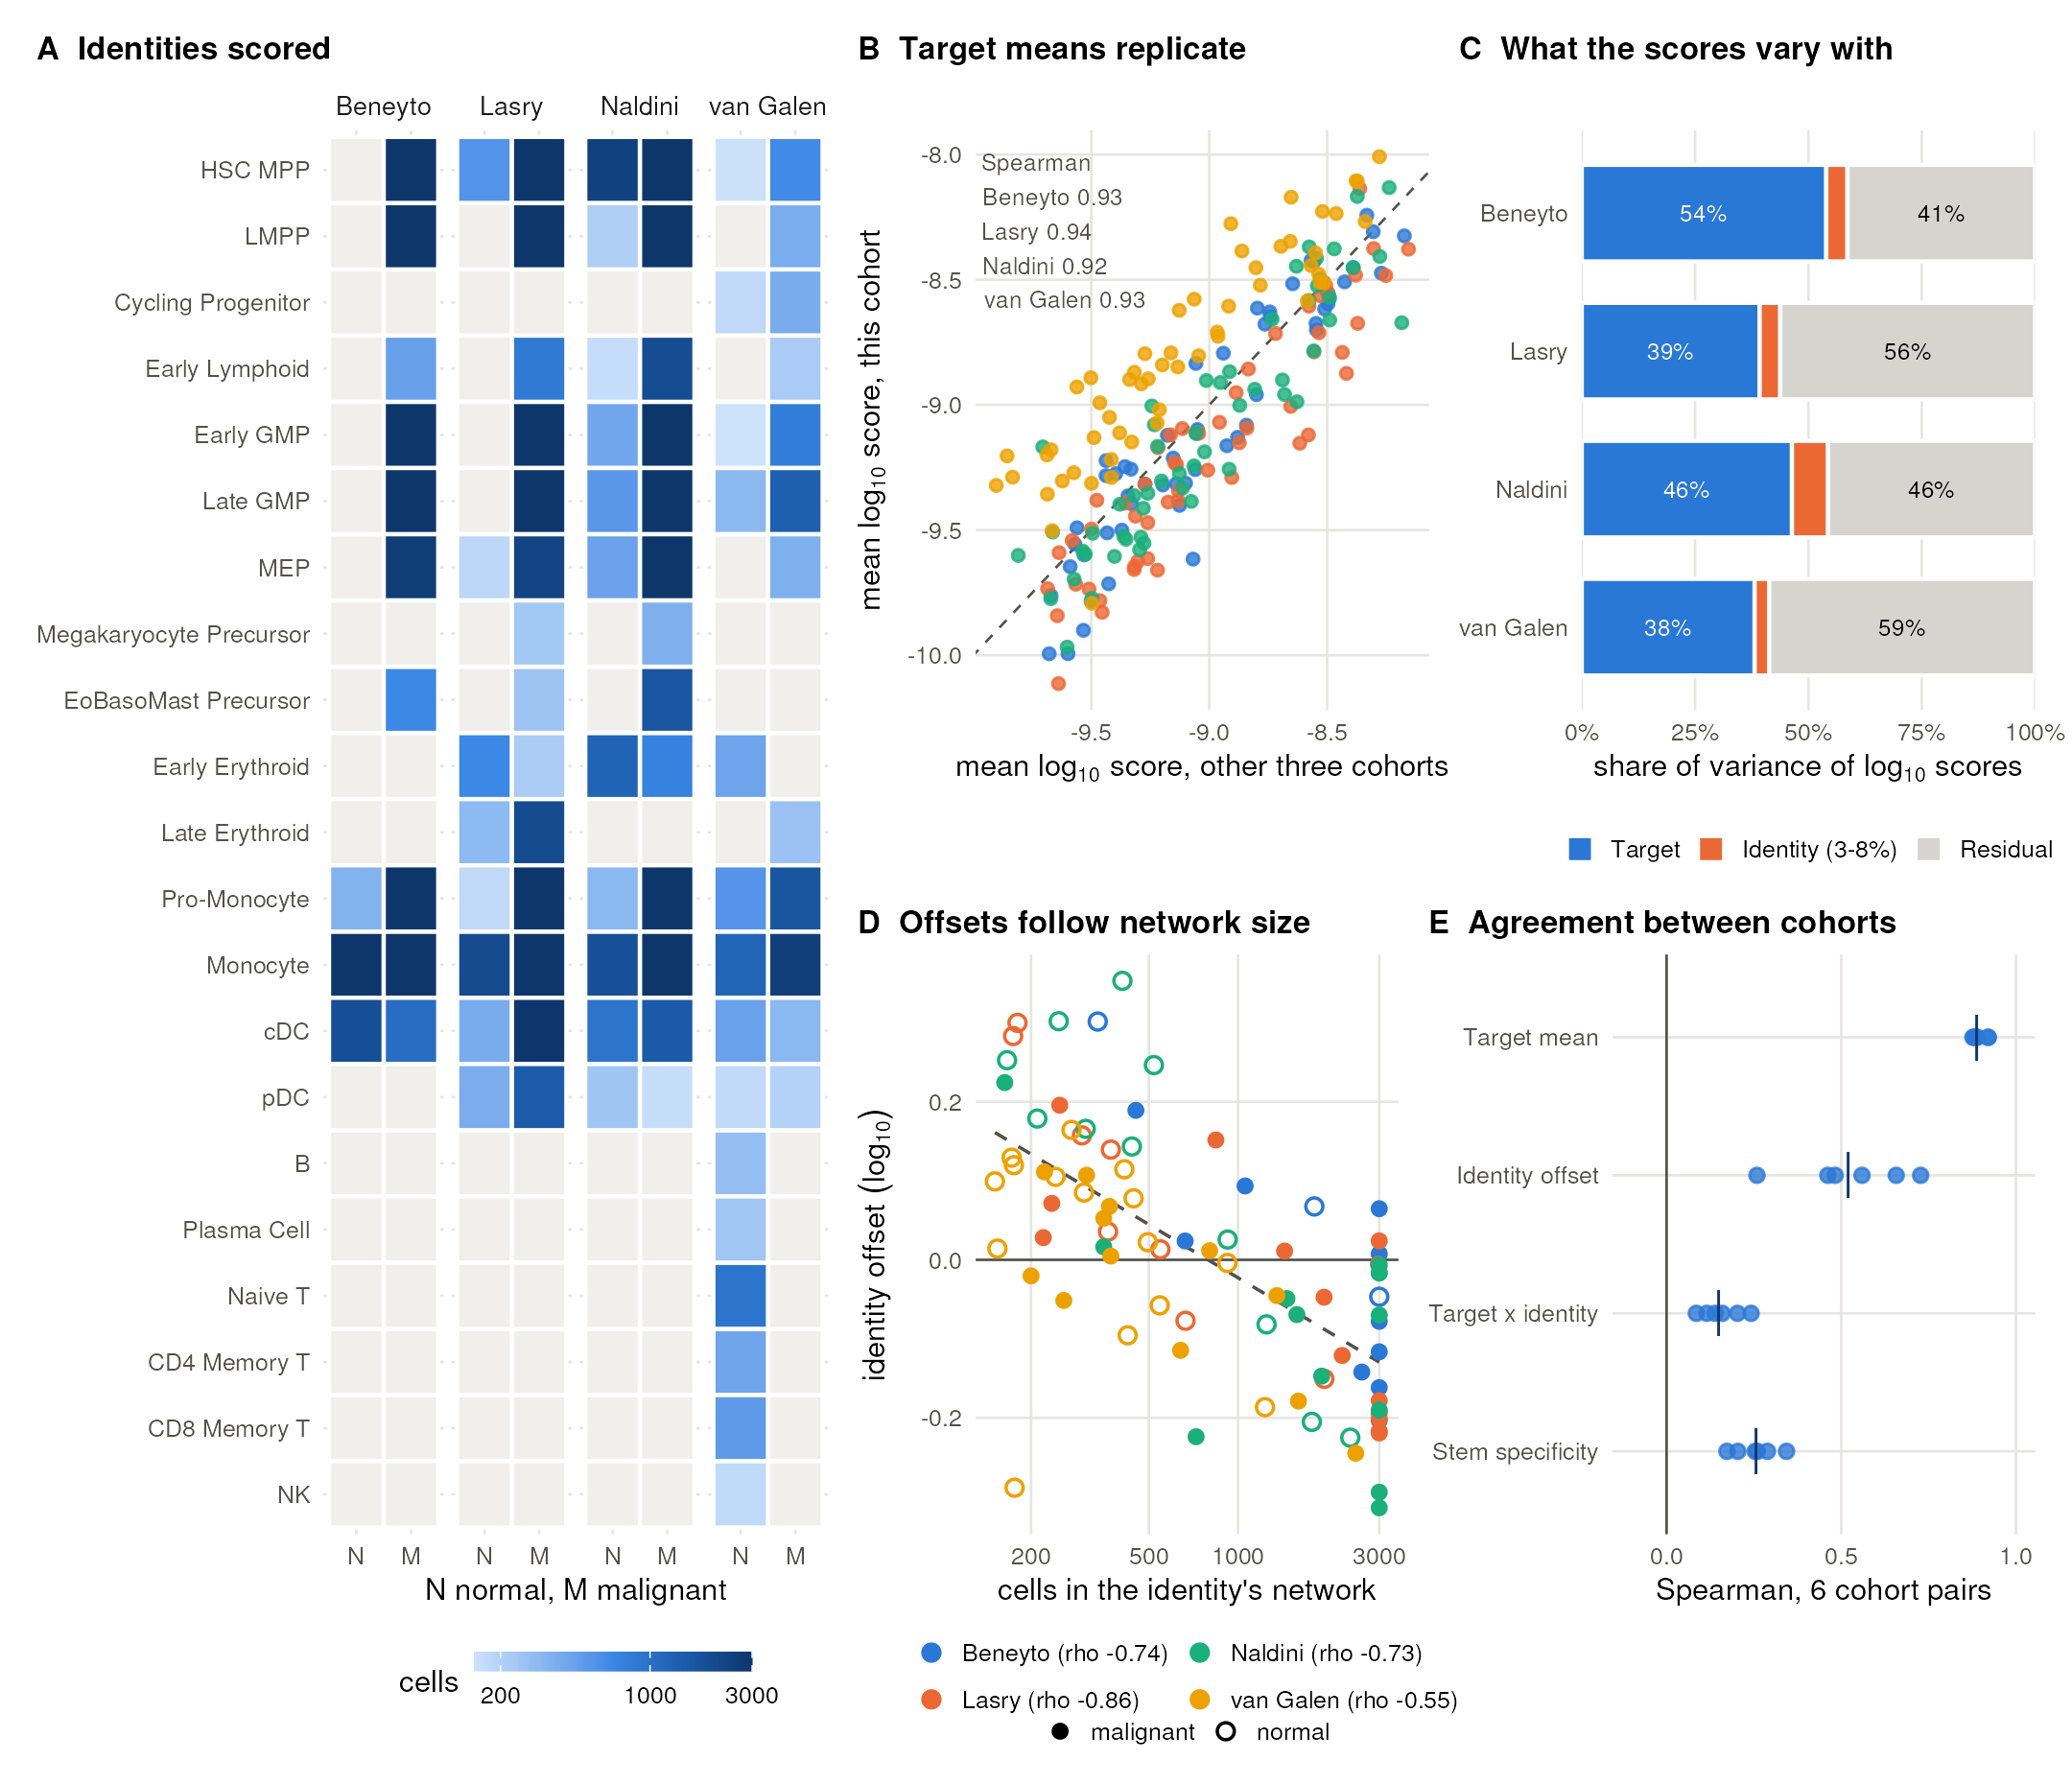 A Identities scored
Beneyto Lasry Naldini van Galen
HSC MPP
LMPP
Cycling Progenitor
Early Lymphoid
Early GMP
Late GMP
MEP
Megakaryocyte Precursor
EoBasoMast Precursor
Early Erythroid
Late Erythroid
Pro-Monocyte
Monocyte
cDC
pDC
B
Plasma Cell
Naive T
CD4 Memory T
CD8 Memory T
NK
N M N M N M N M
N normal, M malignant
cells
200 1000 3000
B Target means replicate
mean log10 score, this cohort
-8.0
-8.5
-9.0
-9.5
-10.0
Spearman
Beneyto 0.93
Lasry 0.94
Naldini 0.92
van Galen 0.93
-9.5 -9.0 -8.5
mean log10 score, other three cohorts
C What the scores vary with
Beneyto 54% 41%
Lasry 39% 56%
Naldini 46% 46%
van Galen 38% 59%
0% 25% 50% 75% 100%
share of variance of log10 scores
Target Identity (3-8%) Residual
D Offsets follow network size
identity offset (log10)
0.2
0.0
-0.2
200 500 1000 3000
cells in the identity's network
Beneyto (rho -0.74) Naldini (rho -0.73)
Lasry (rho -0.86) van Galen (rho -0.55)
malignant normal
E Agreement between cohorts
Target mean
Identity offset
Target x identity
Stem specificity
0.0 0.5 1.0
Spearman, 6 cohort pairs